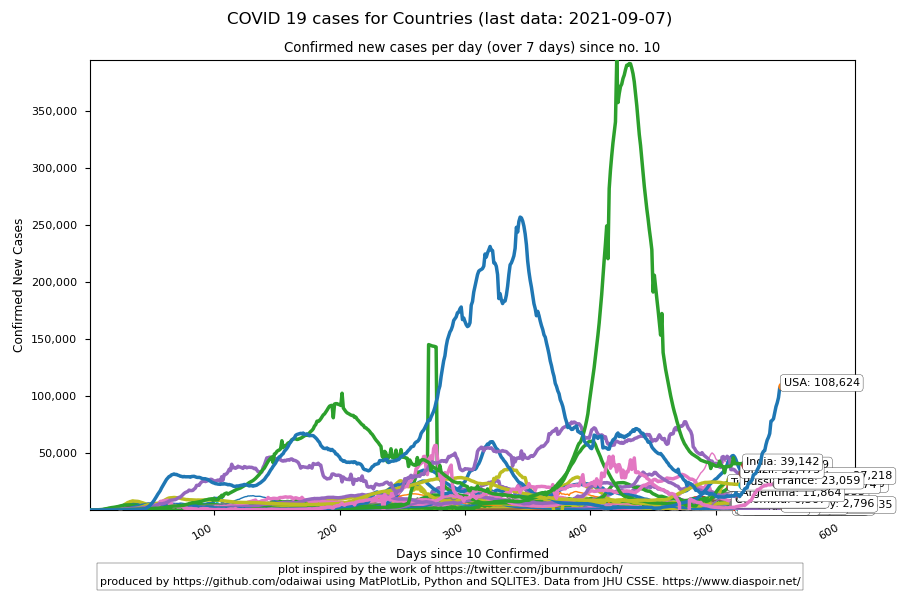 COVID 19 cases for Countries (last data: 2021-09-07)
Confirmed new cases per day (over 7 days) since no. 10
350,000
300,000
250,000
200,000
150,000
100,000
50,000
Confirmed New Cases
USA: 108,624
India: 39,142
France: 23,059
Argentina: 11,864
2,796
100
200
300
400
500
600
Days since 10 Confirmed
plot inspired by the work of https://twitter.com/jburnmurdoch/
produced by https://github.com/odaiwai using MatPlotLib, Python and SQLITE3. Data from JHU CSSE. https://www.diaspoir.net/